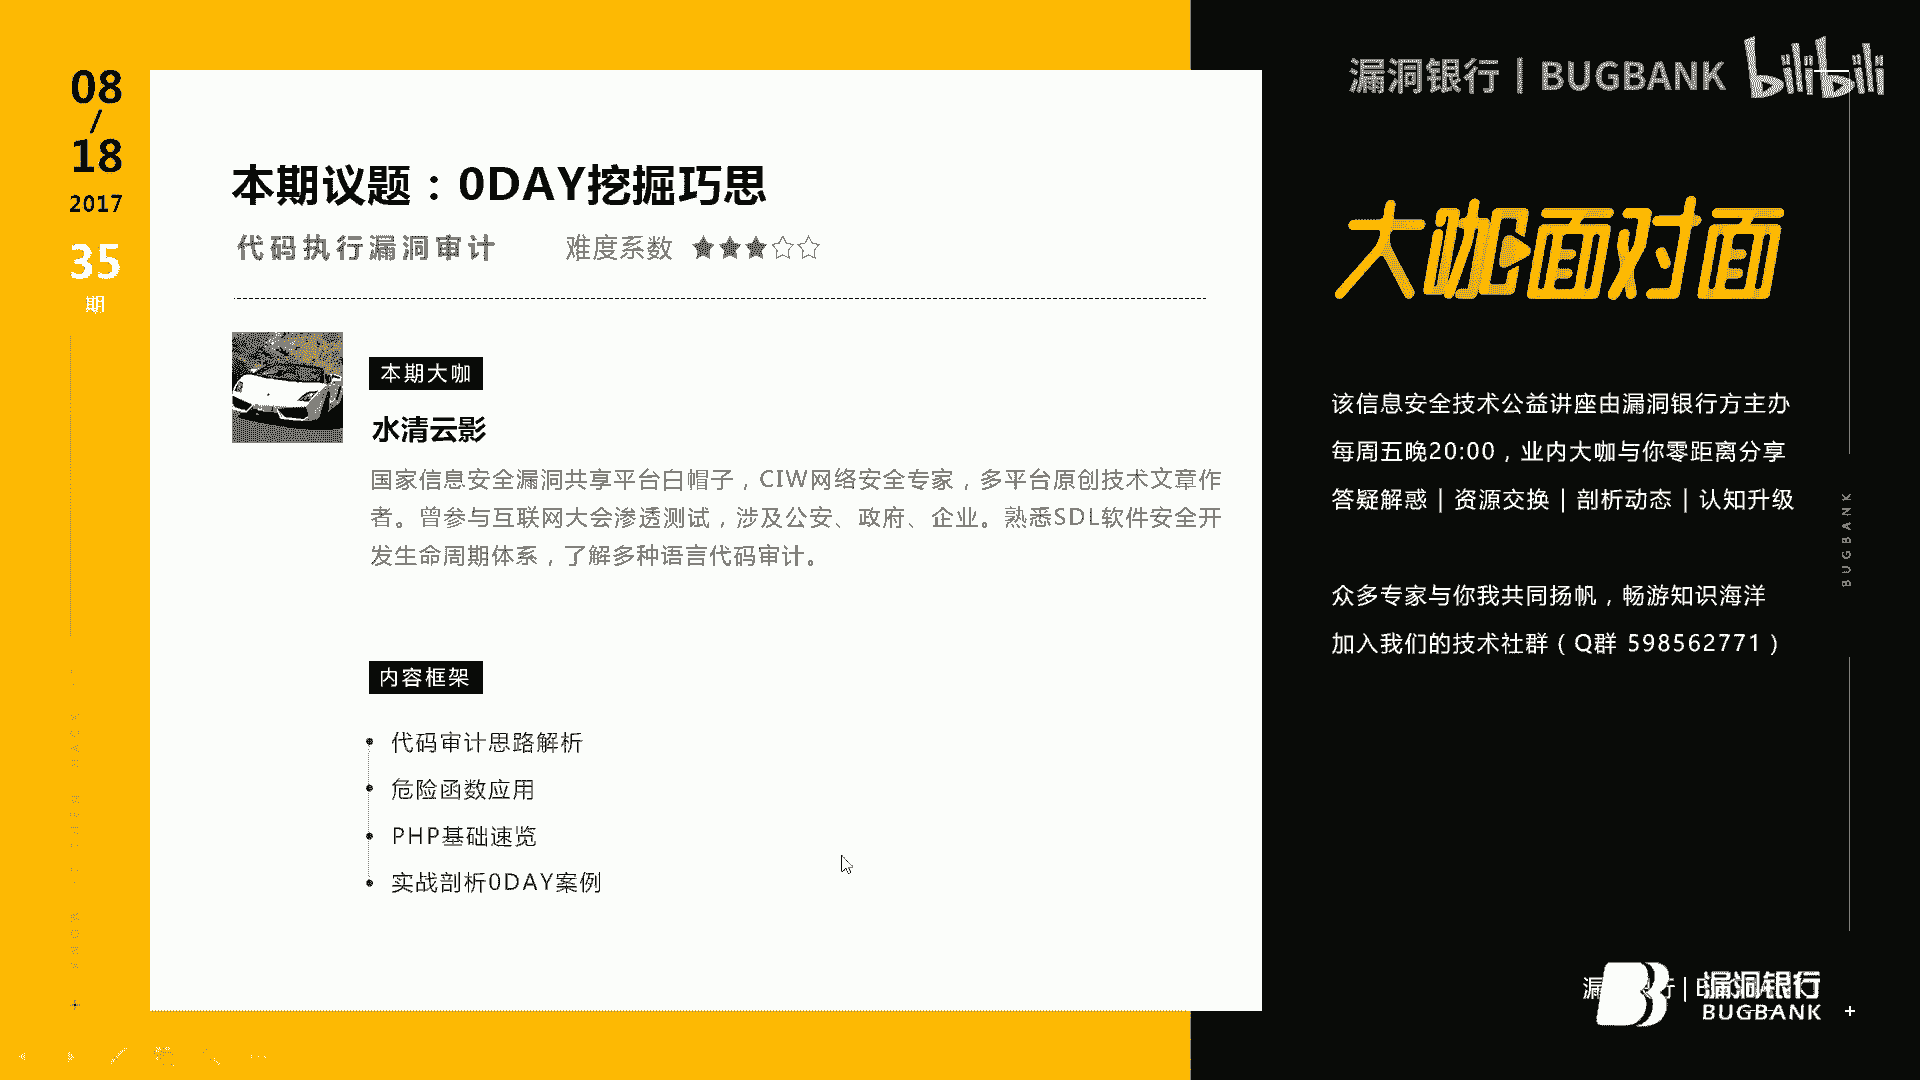 08
/
18
2017
35
期
本期议题：0DAY挖掘巧思
代码执行漏洞审计 难度系数 ★★★☆☆
本期大咖
水清云影
国家信息安全漏洞共享平台白帽子，CIW网络安全专家，多平台原创技术文章作
者。曾参与互联网大会渗透测试，涉及公安、政府、企业。熟悉SDL软件安全开
发生命周期体系，了解多种语言代码审计。
内容框架
代码审计思路解析
危险函数应用
PHP基础速览
实战剖析0DAY案例
漏洞银行丨BUGBANK
bilibili
大咖面对面
该信息安全技术公益讲座由漏洞银行方主办
每周五晚20:00，业内大咖与你零距离分享
答疑解惑｜资源交换｜剖析动态｜认知升级
众多专家与你我共同扬帆，畅游知识海洋
加入我们的技术社群（Q群 598562771）
BUGBANK
漏洞银行
BUGBANK